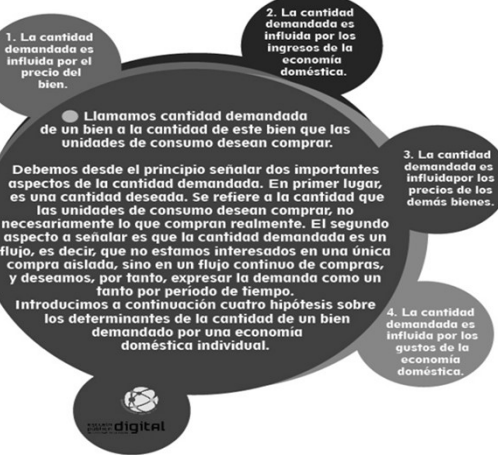 1. La cantidad
demandada es
influida por el
precio del
bien.
2. La cantidad
demandada es
influida por los
ingresos de la
economía
doméstica.
Llamamos cantidad demandada
de un bien a la cantidad de este bien que las
unidades de consumo desean comprar.
Debemos desde el principio señalar dos importantes
aspectos de la cantidad demandada. En primer lugar,
es una cantidad deseada. Se refiere a la cantidad que
las unidades de consumo desean comprar, no
necesariamente lo que compran realmente. El segundo
aspecto a señalar es que la cantidad demandada es un
flujo, es decir, que no estamos interesados en una única
compra aislada, sino en un flujo continuo de compras,
y deseamos, por tanto, expresar la demanda como un
tanto por período de tiempo.
Introducimos a continuación cuatro hipótesis sobre
los determinantes de la cantidad de un bien
demandado por una economía
doméstica individual.
3. La cantidad
demandada es
influidapor los
precios de los
demás bienes.
4. La cantidad
demandada es
influida por los
gustos de la
economía
doméstica.
digital